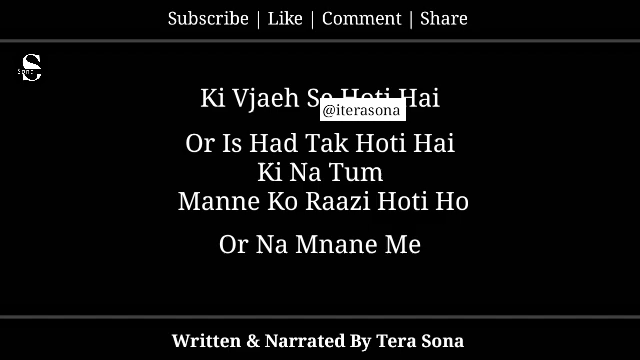 Subscribe | Like | Comment | Share
S
Sona
Ki Vjaeh Se Hoti Hai
@iterasona
Or Is Had Tak Hoti Hai
Ki Na Tum
Manne Ko Raazi Hoti Ho
Or Na Mnane Me
Written & Narrated By Tera Sona